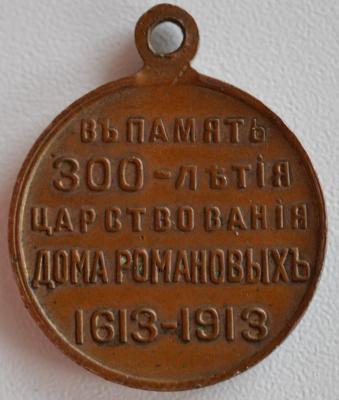 ВЪ ПАМЯТЬ
300-ЛѢТІЯ
ЦАРСТВОВАНІЯ
ДОМА РОМАНОВЫХЪ
1613-1913